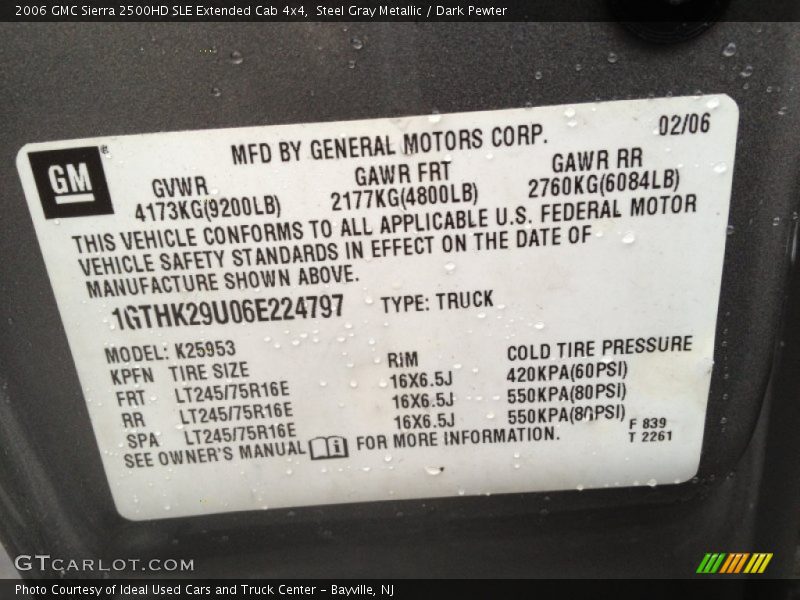 2006 GMC Sierra 2500HD SLE Extended Cab 4x4, Steel Gray Metallic / Dark Pewter
GM®
MFD BY GENERAL MOTORS CORP. 02/06
GVWR GAWR FRT GAWR RR
4173KG(9200LB) 2177KG(4800LB) 2760KG(6084LB)
THIS VEHICLE CONFORMS TO ALL APPLICABLE U.S. FEDERAL MOTOR
VEHICLE SAFETY STANDARDS IN EFFECT ON THE DATE OF
MANUFACTURE SHOWN ABOVE.
1GTHK29U06E224797 TYPE: TRUCK
MODEL: K25953
KPFN TIRE SIZE RIM COLD TIRE PRESSURE
FRT LT245/75R16E 16X6.5J 420KPA(60PSI)
RR LT245/75R16E 16X6.5J 550KPA(80PSI)
SPA LT245/75R16E 16X6.5J 550KPA(80PSI)
SEE OWNER'S MANUAL FOR MORE INFORMATION.
F 839
T 2261
GTCARLOT.COM
Photo Courtesy of Ideal Used Cars and Truck Center – Bayville, NJ